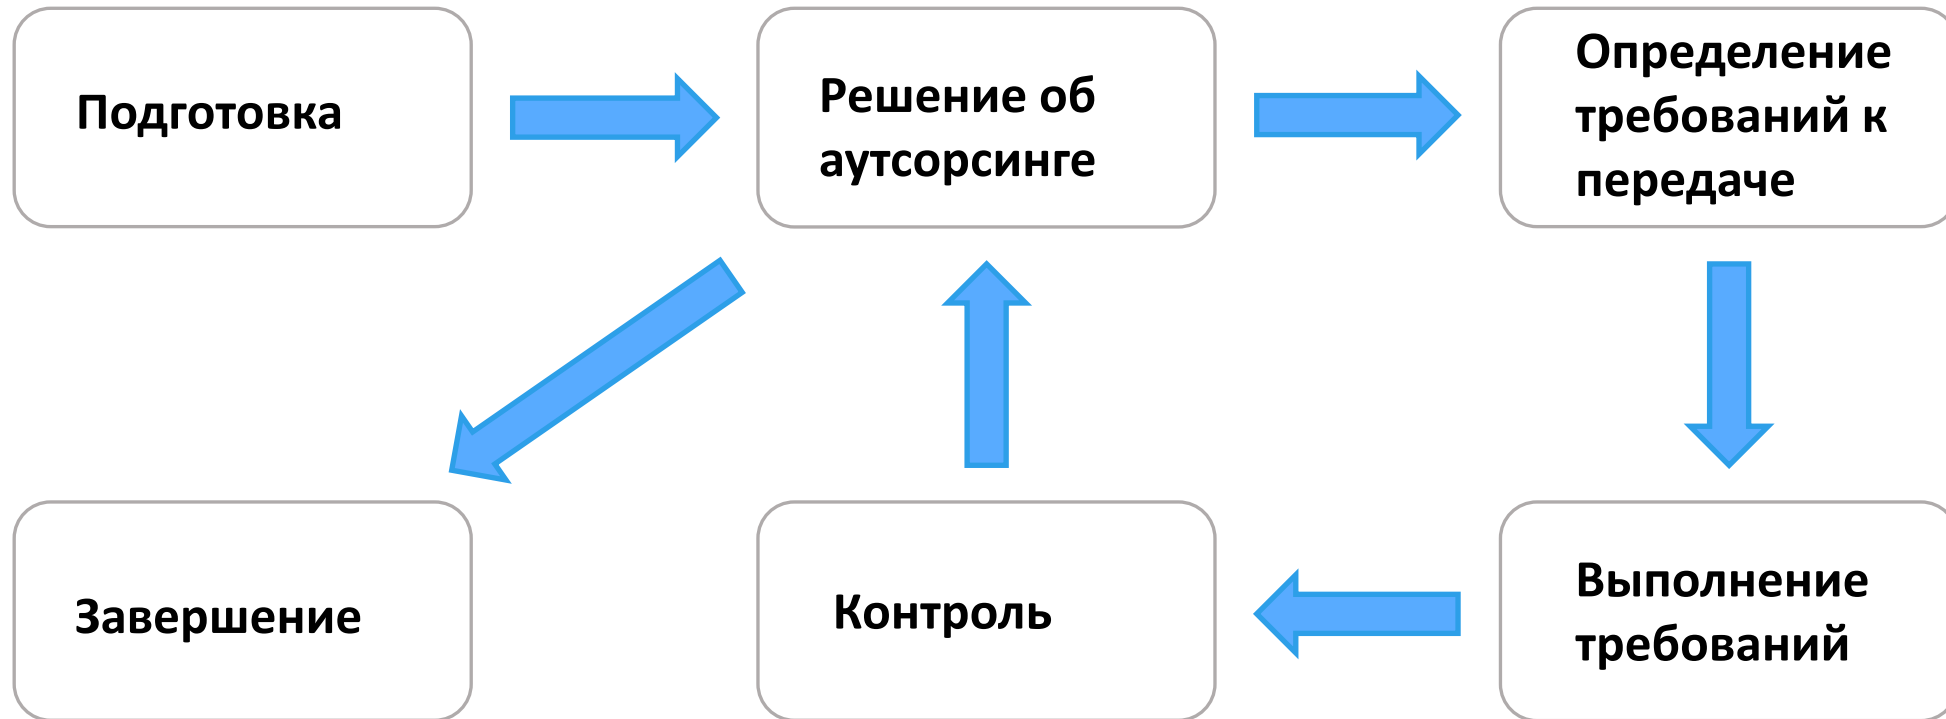 Подготовка
Решение об
аутсорсинге
Определение
требований к
передаче
Завершение
Контроль
Выполнение
требований